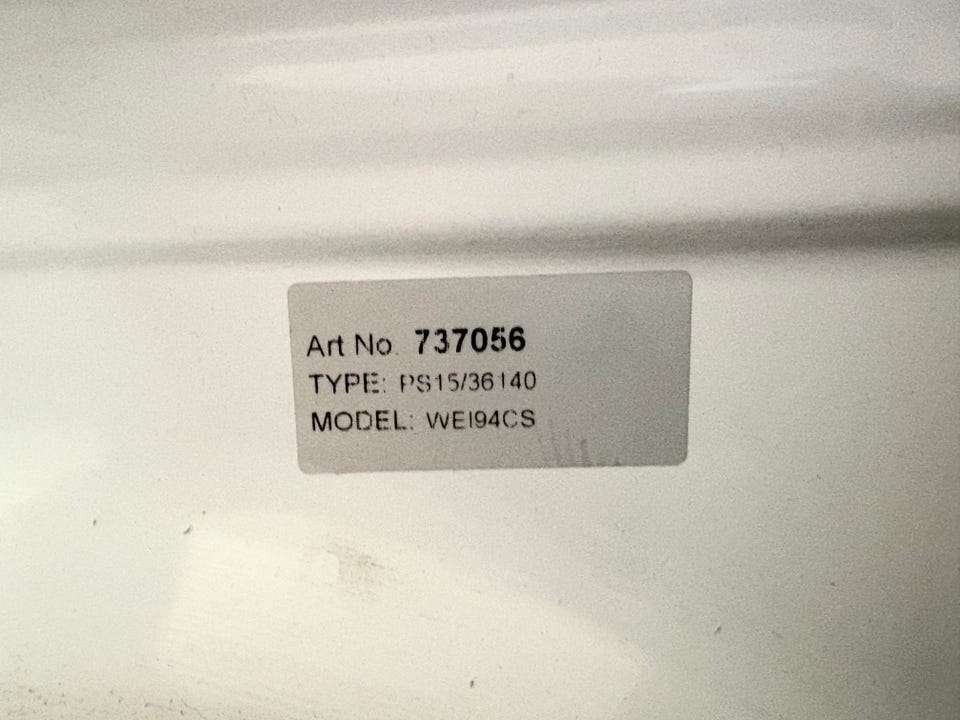 Art No. 737056
TYPE: PS15/36140
MODEL: WEI94CS